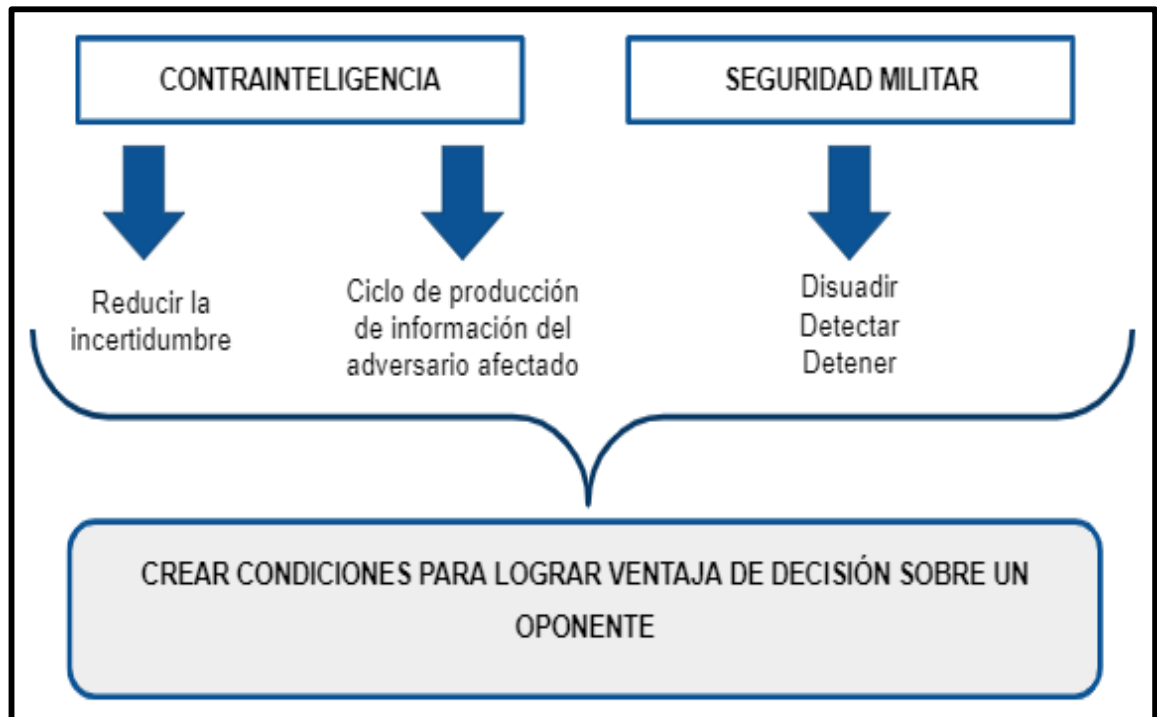 CONTRAINTELIGENCIA
SEGURIDAD MILITAR
Reducir la
incertidumbre
Ciclo de producción
de información del
adversario afectado
Disuadir
Detectar
Detener
CREAR CONDICIONES PARA LOGRAR VENTAJA DE DECISIÓN SOBRE UN
OPONENTE